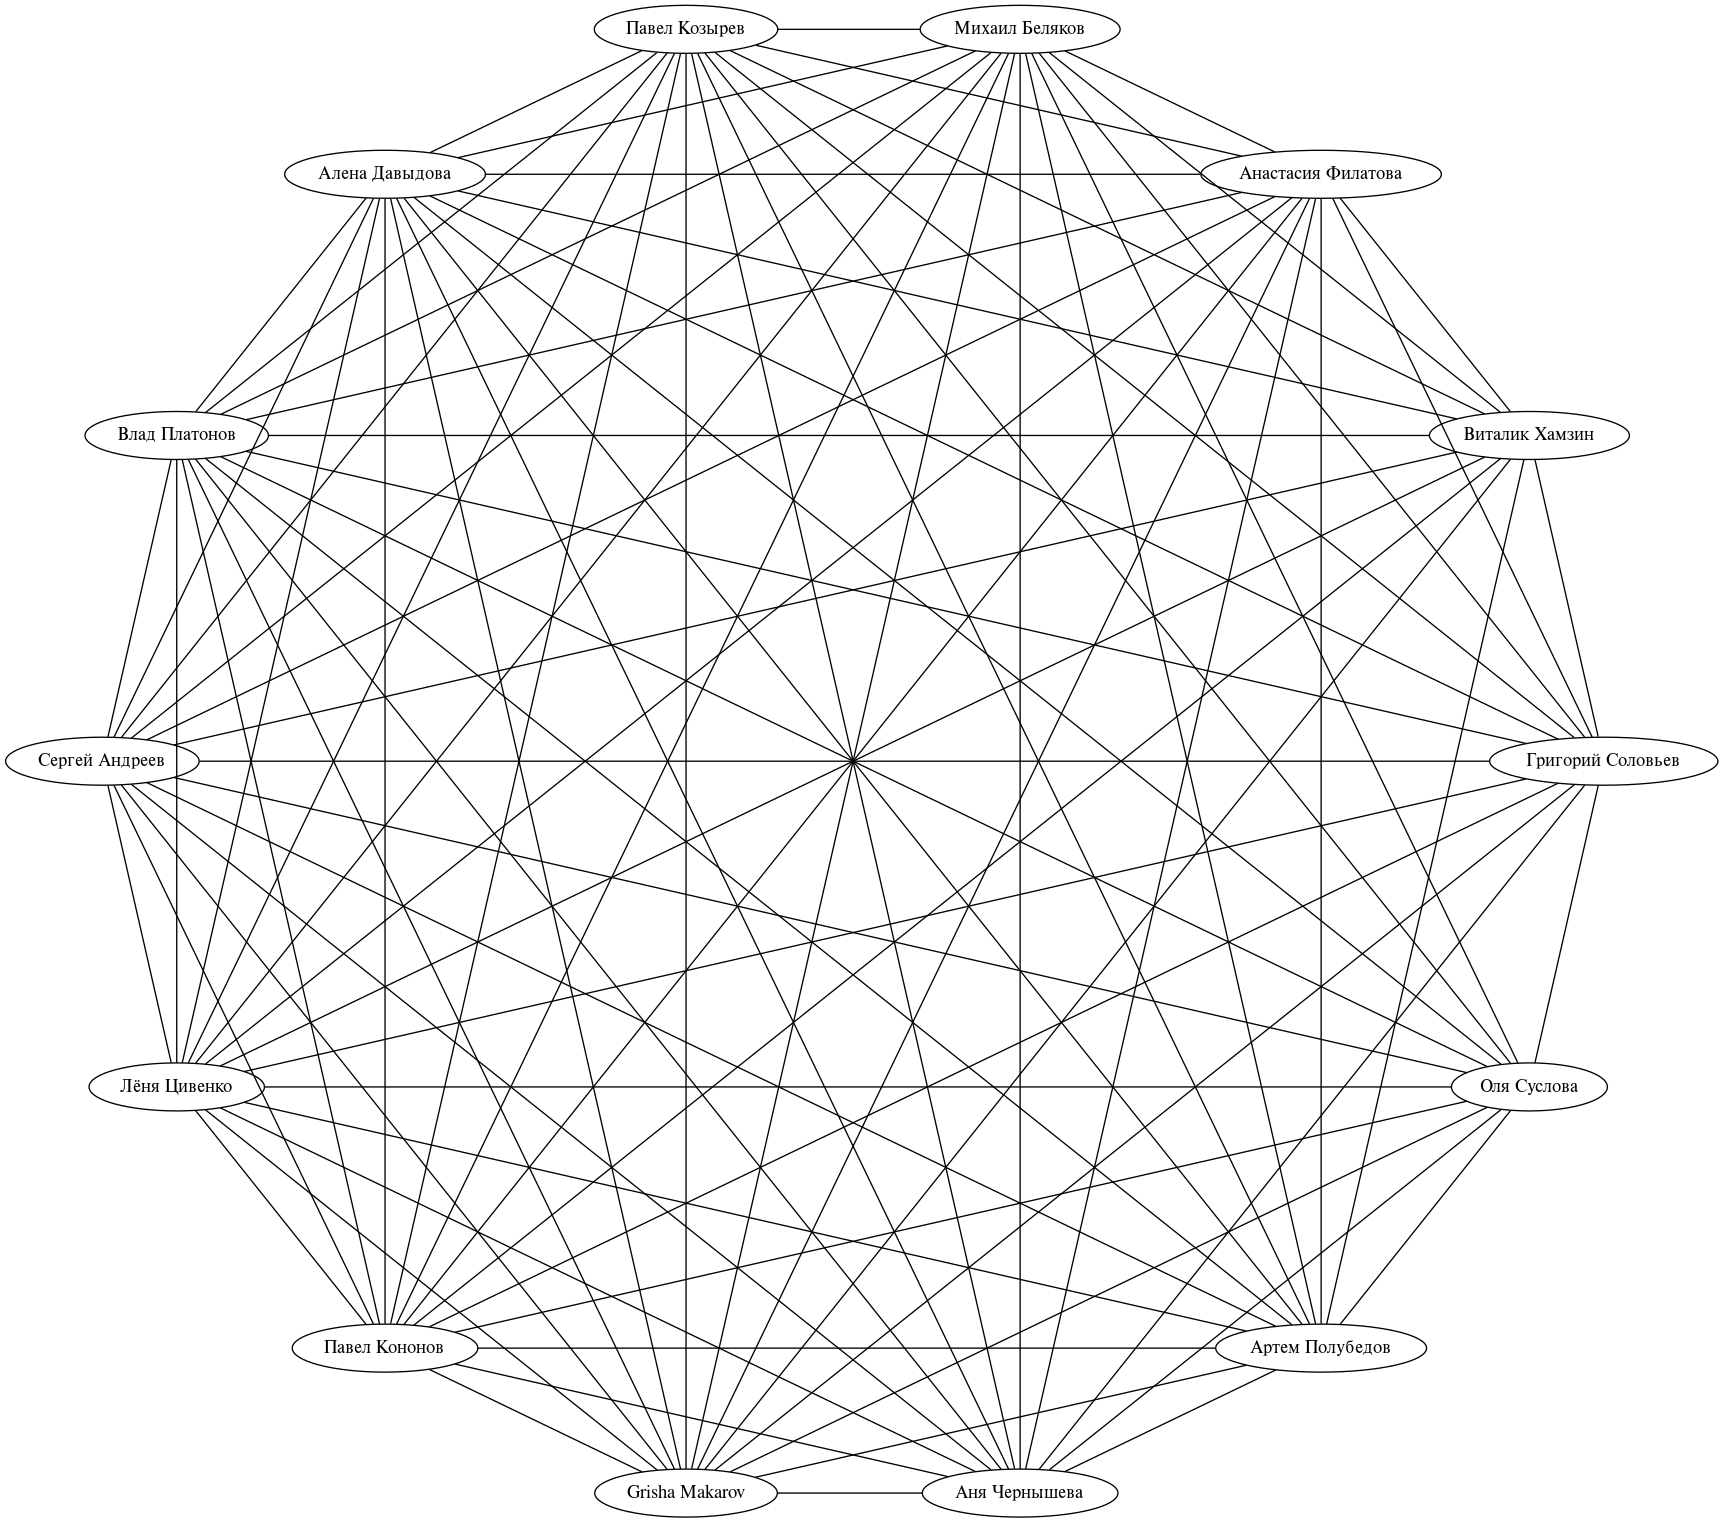 Павел Козырев
Михаил Беляков
Алена Давыдова
Анастасия Филатова
Влад Платонов
Виталик Хамзин
Сергей Андреев
Григорий Соловьев
Лёня Цивенко
Оля Суслова
Павел Кононов
Артем Полубедов
Grisha Makarov
Аня Чернышева